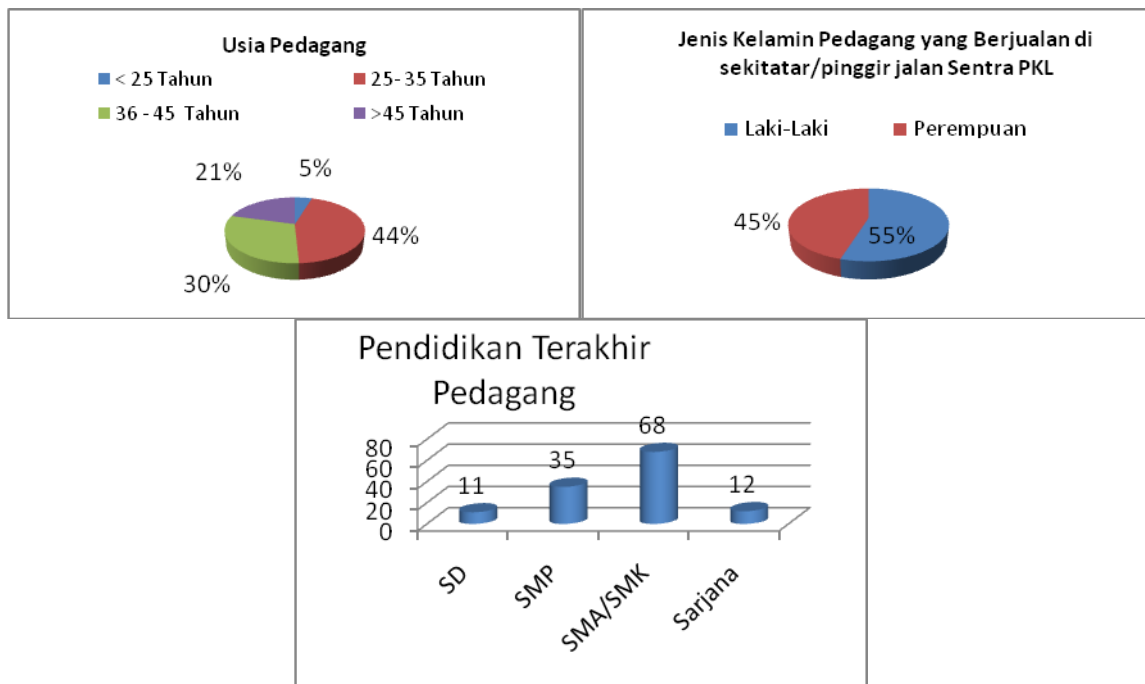 Usia Pedagang
< 25 Tahun
25- 35 Tahun
36 - 45 Tahun
>45 Tahun
21%
5%
44%
30%
Jenis Kelamin Pedagang yang Berjualan di
sekitatar/pinggir jalan Sentra PKL
Laki-Laki
Perempuan
45%
55%
Pendidikan Terakhir
Pedagang
80
60
40
20
0
11
35
68
12
SD
SMP
SMA/SMK
Sarjana